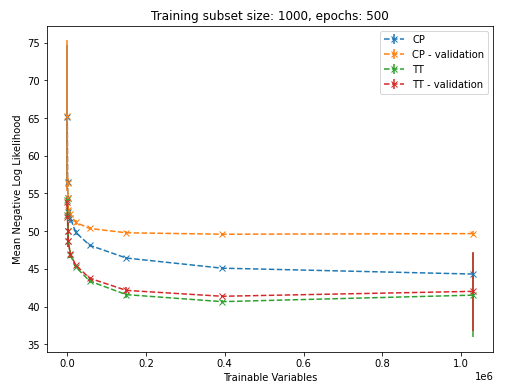 Training subset size: 1000, epochs: 500
CP
CP - validation
TT
TT - validation
Mean Negative Log Likelihood
75
70
65
60
55
50
45
40
35
0.0 0.2 0.4 0.6 0.8 1.0
1e6
Trainable Variables